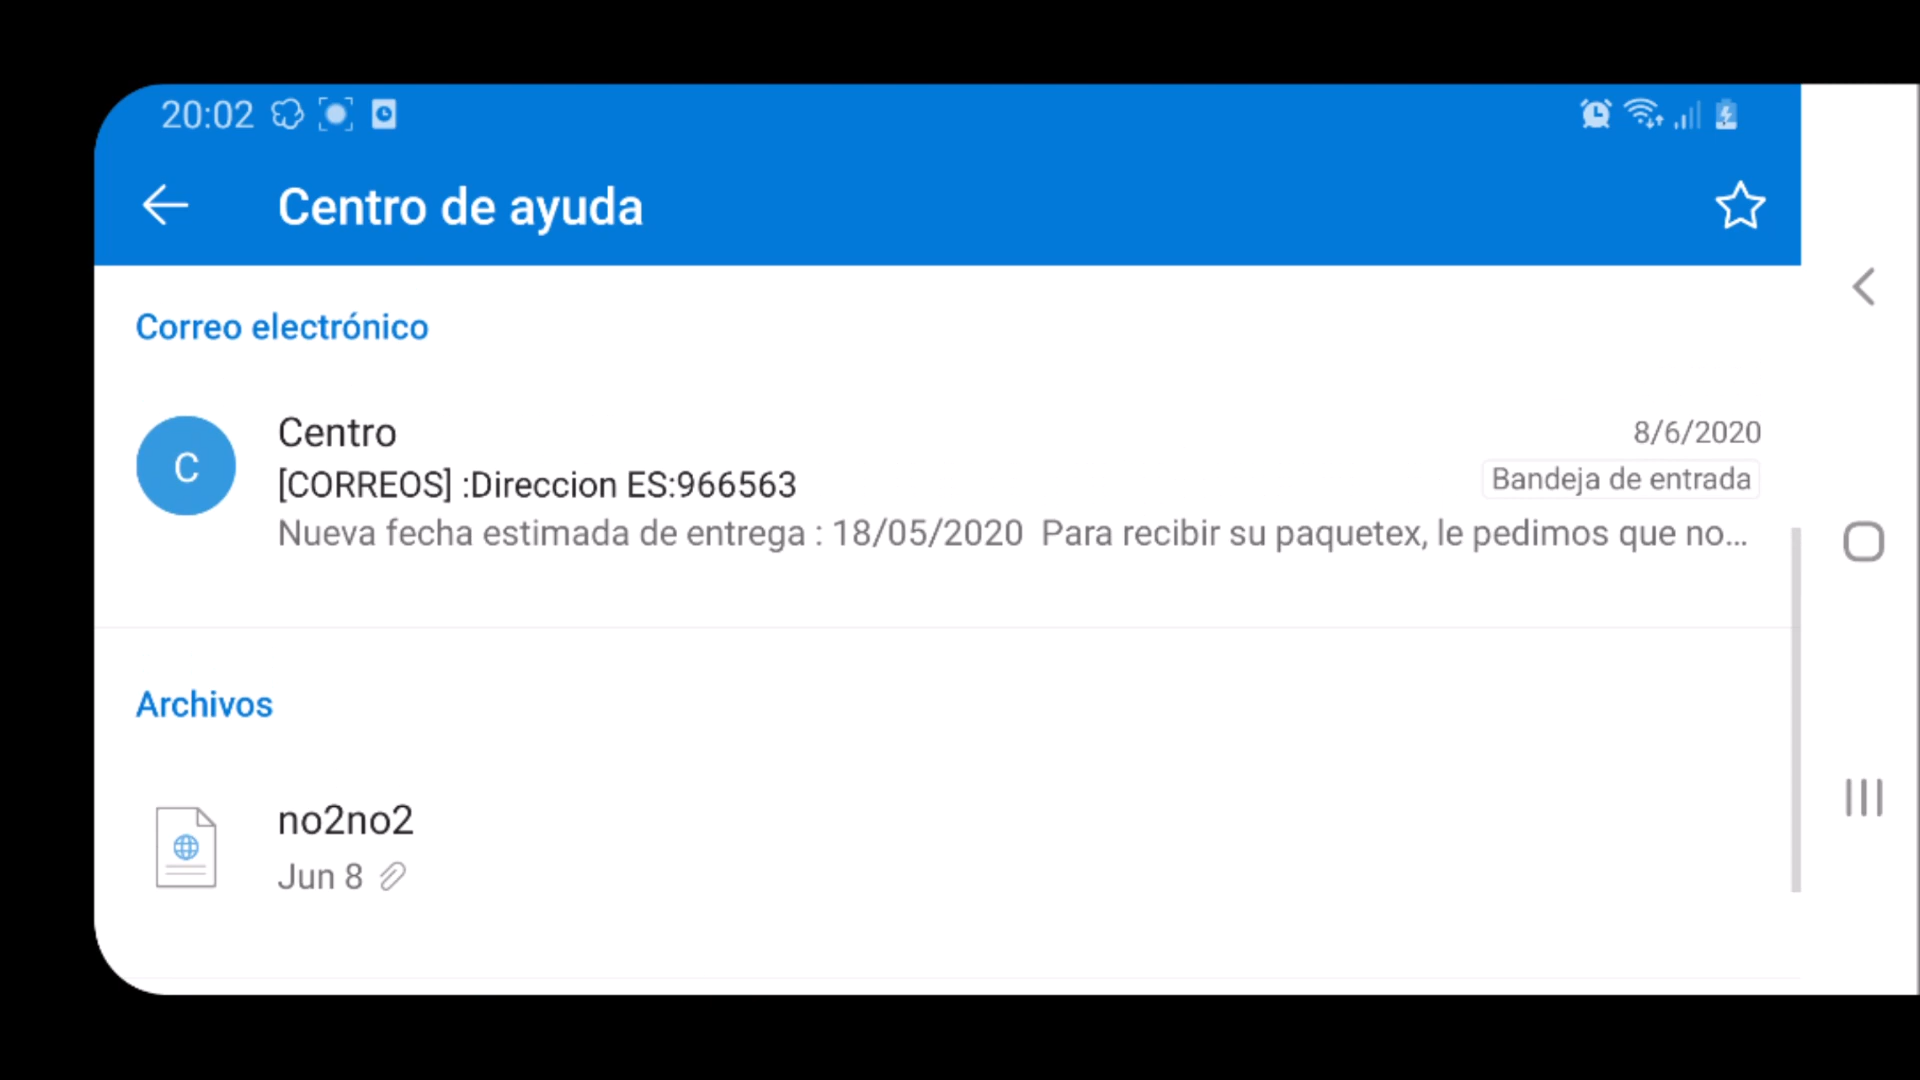 20:02
Centro de ayuda
Correo electrónico
C
Centro
8/6/2020
[CORREOS] :Direccion ES:966563
Bandeja de entrada
Nueva fecha estimada de entrega : 18/05/2020 Para recibir su paquetex, le pedimos que no...
Archivos
no2no2
Jun 8